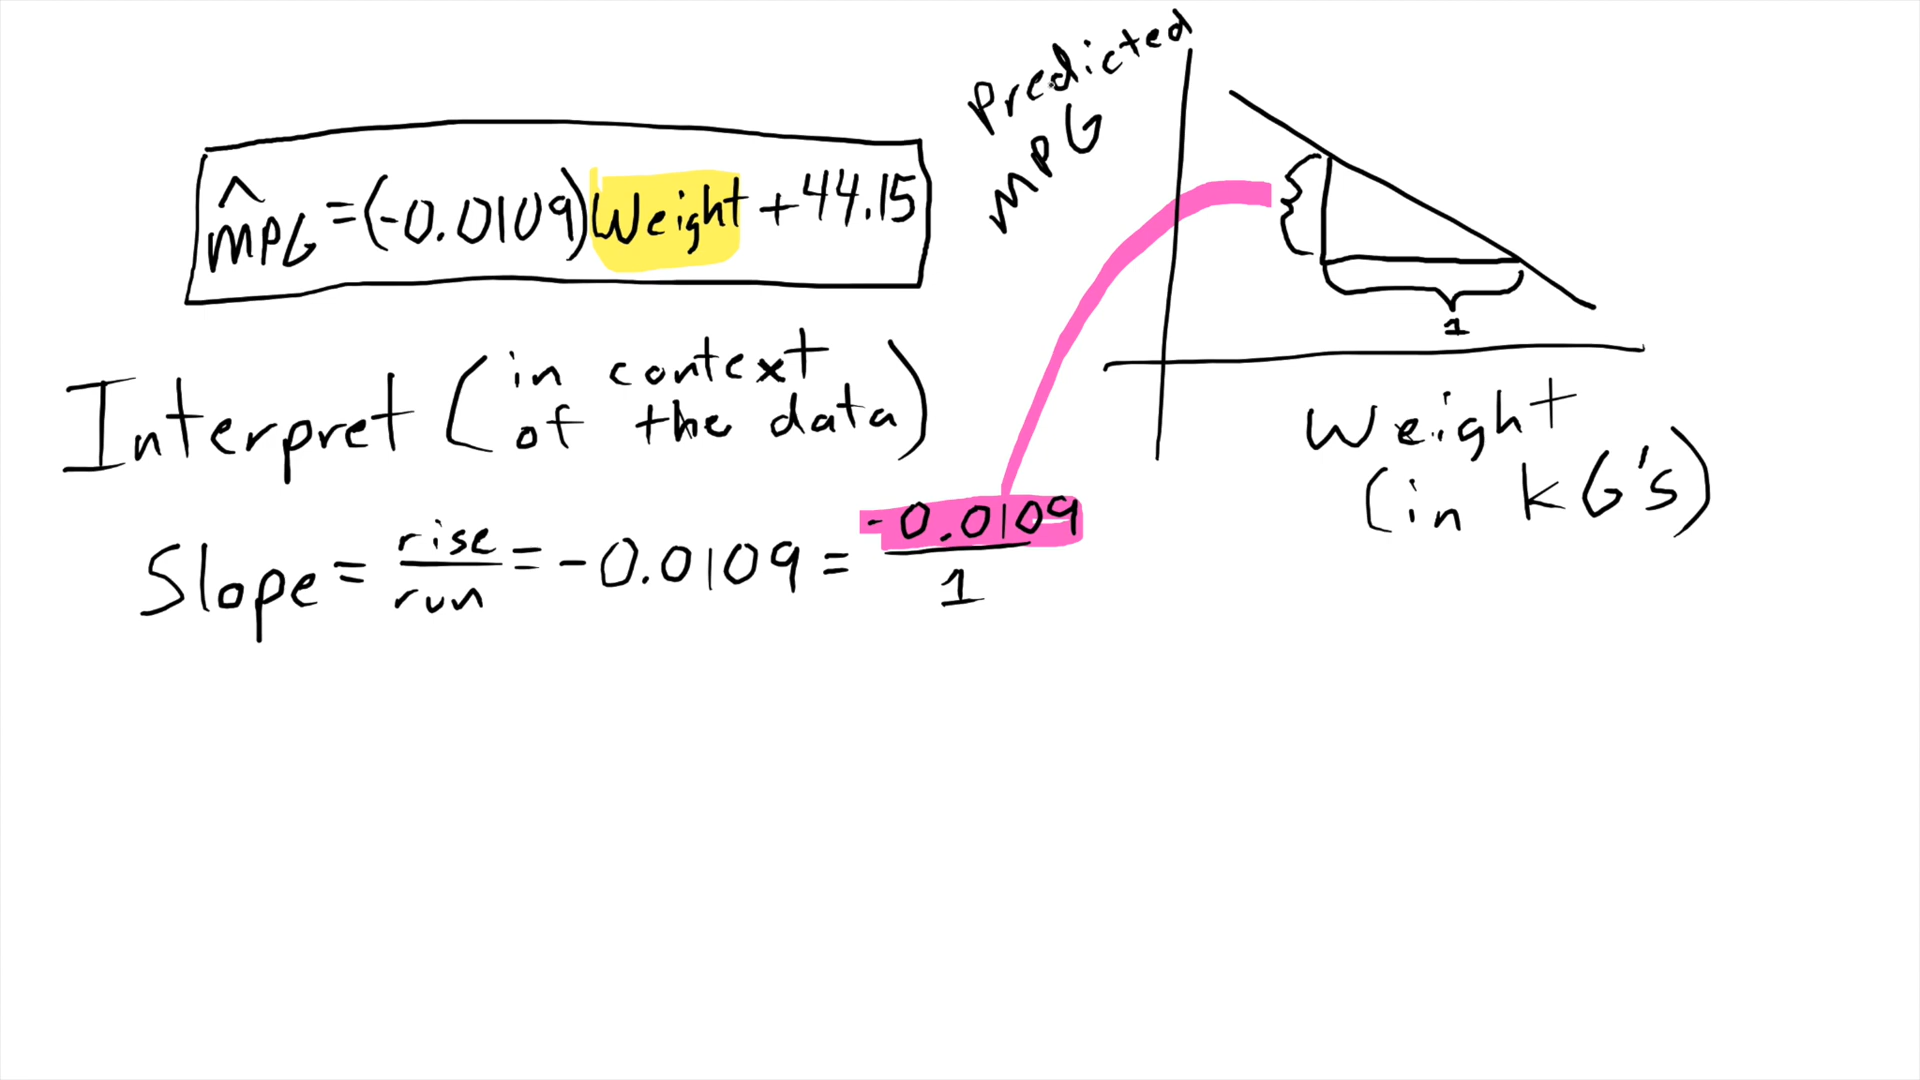 Predicted
MPG
m̂PG = (-0.0109)Weight + 44.15
1
Interpret (in context
of the data)
Weight
(in KG's)
Slope = rise/run = -0.0109 = -0.0109/1